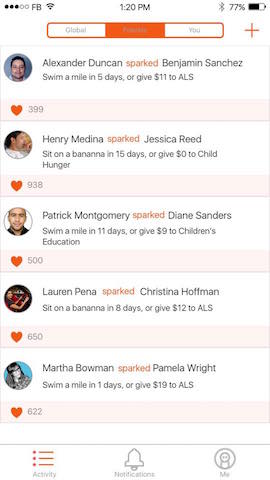 FB 1:20 PM 77%
Global Friends You
Alexander Duncan sparked Benjamin Sanchez
Swim a mile in 5 days, or give $11 to ALS
399
Henry Medina sparked Jessica Reed
Sit on a bananna in 15 days, or give $0 to Child
Hunger
938
Patrick Montgomery sparked Diane Sanders
Swim a mile in 11 days, or give $9 to Children's
Education
500
Lauren Pena sparked Christina Hoffman
Sit on a bananna in 8 days, or give $12 to ALS
650
Martha Bowman sparked Pamela Wright
Swim a mile in 1 days, or give $19 to ALS
622
Activity Notifications Me